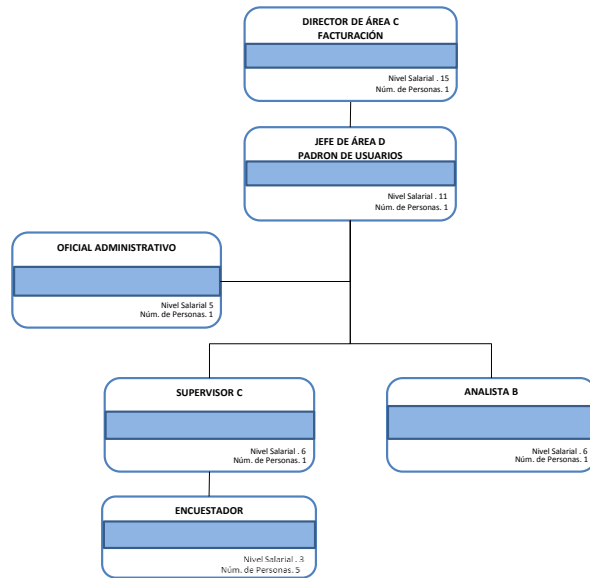 DIRECTOR DE ÁREA C
FACTURACIÓN
Nivel Salarial . 15
Núm. de Personas. 1
JEFE DE ÁREA D
PADRON DE USUARIOS
Nivel Salarial . 11
Núm. de Personas. 1
OFICIAL ADMINISTRATIVO
Nivel Salarial 5
Núm. de Personas. 1
SUPERVISOR C
Nivel Salarial . 6
Núm. de Personas. 1
ANALISTA B
Nivel Salarial . 6
Núm. de Personas. 1
ENCUESTADOR
Nivel Salarial . 3
Núm. de Personas. 5